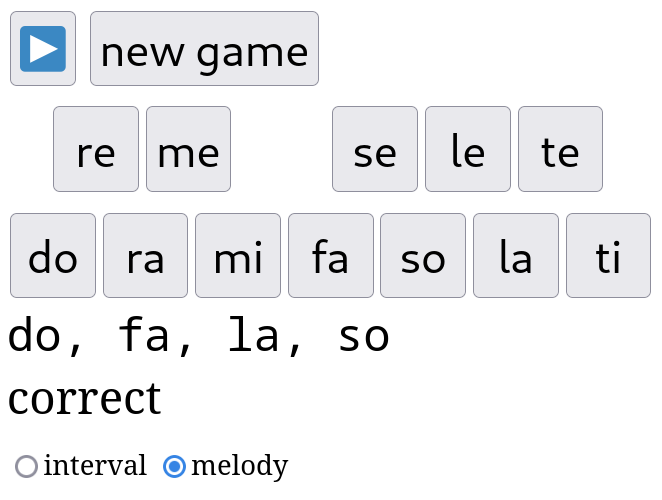 new game
re me se le te
do ra mi fa so la ti
do, fa, la, so
correct
interval melody